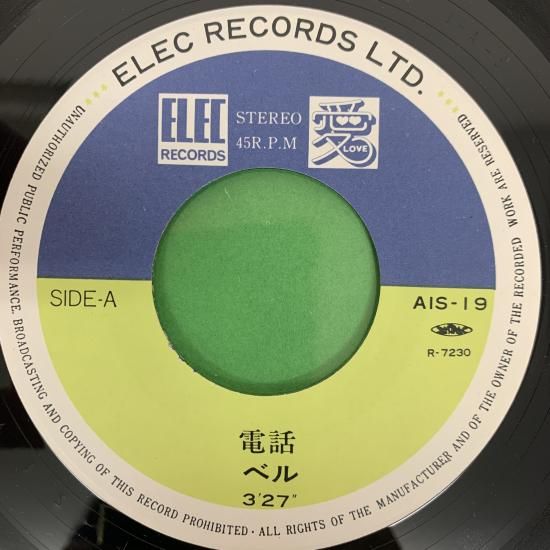 ELEC RECORDS LTD.
ELEC
RECORDS
STEREO
45R.P.M
愛
LOVE
SIDE-A
AIS-19
R-7230
電話
ベル
3'27"
UNAUTHORIZED PUBLIC PERFORMANCE, BROADCASTING AND COPYING OF THIS RECORD PROHIBITED · ALL RIGHTS OF THE MANUFACTURER AND OF THE OWNER OF THE RECORDED WORK ARE RESERVED